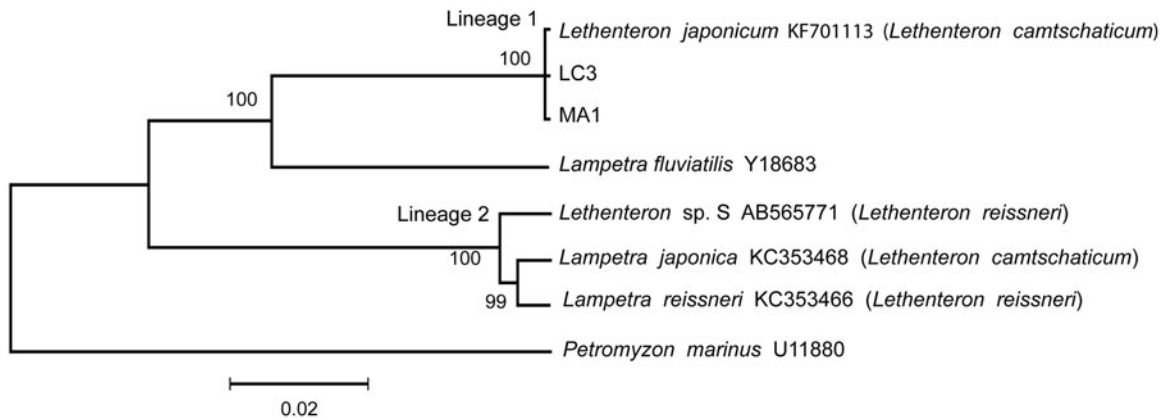 Lineage 1
Lethenteron japonicum KF701113 (Lethenteron camtschaticum)
100
LC3
100
MA1
Lampetra fluviatilis Y18683
Lineage 2
Lethenteron sp. S AB565771 (Lethenteron reissneri)
100
Lampetra japonica KC353468 (Lethenteron camtschaticum)
99
Lampetra reissneri KC353466 (Lethenteron reissneri)
Petromyzon marinus U11880
0.02